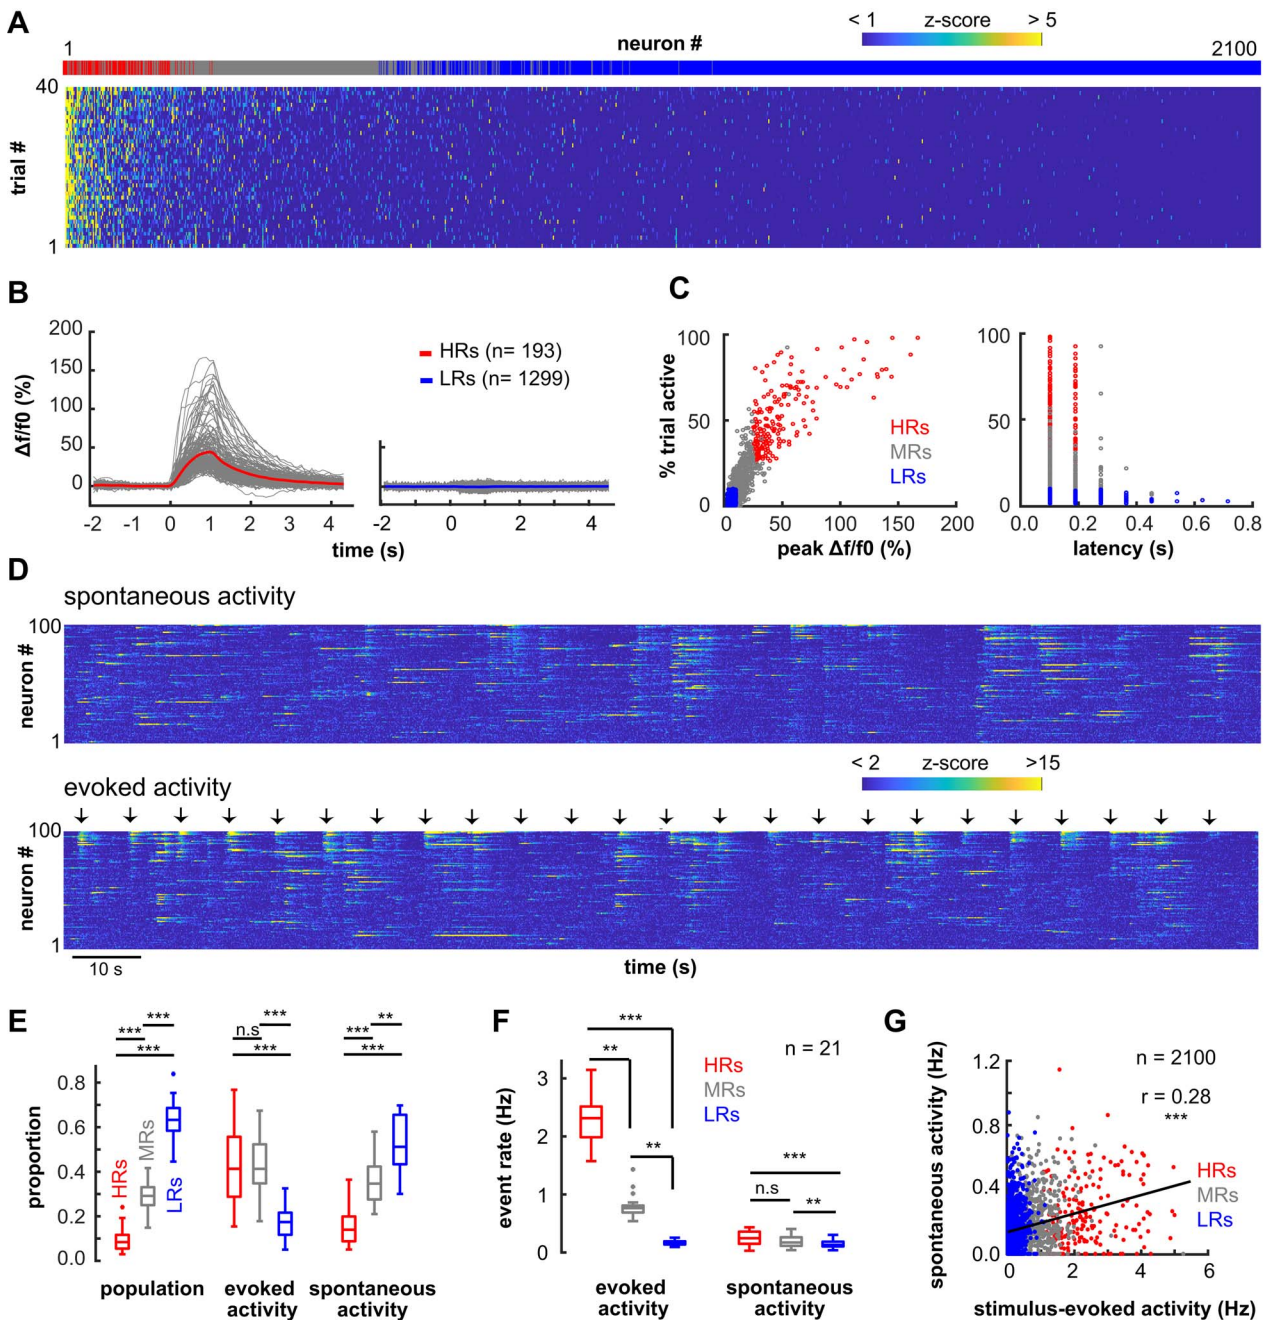 A
< 1 z-score > 5
1 neuron # 2100
40
trial #
1
B
200
150
100
50
0
Δf/f0 (%)
HRs (n= 193)
LRs (n= 1299)
-2 -1 0 1 2 3 4
-2 0 2 4
time (s)
C
100
50
0
% trial active
HRs
MRs
LRs
0 50 100 150 200
peak Δf/f0 (%)
100
50
0
0.0 0.2 0.4 0.6 0.8
latency (s)
D
spontaneous activity
100
neuron #
1
< 2 z-score >15
evoked activity
100
neuron #
1
10 s
time (s)
E
*** *** ***
n.s *** ***
*** ** ***
0.8
0.6
0.4
0.2
0.0
proportion
HRs
MRs
LRs
population
evoked activity
spontaneous activity
F
***
**
**
n = 21
HRs
MRs
LRs
***
n.s
**
3
2
1
0
event rate (Hz)
evoked activity
spontaneous activity
G
1.2
0.8
0.4
0.0
spontaneous activity (Hz)
n = 2100
r = 0.28
***
HRs
MRs
LRs
0 2 4 6
stimulus-evoked activity (Hz)